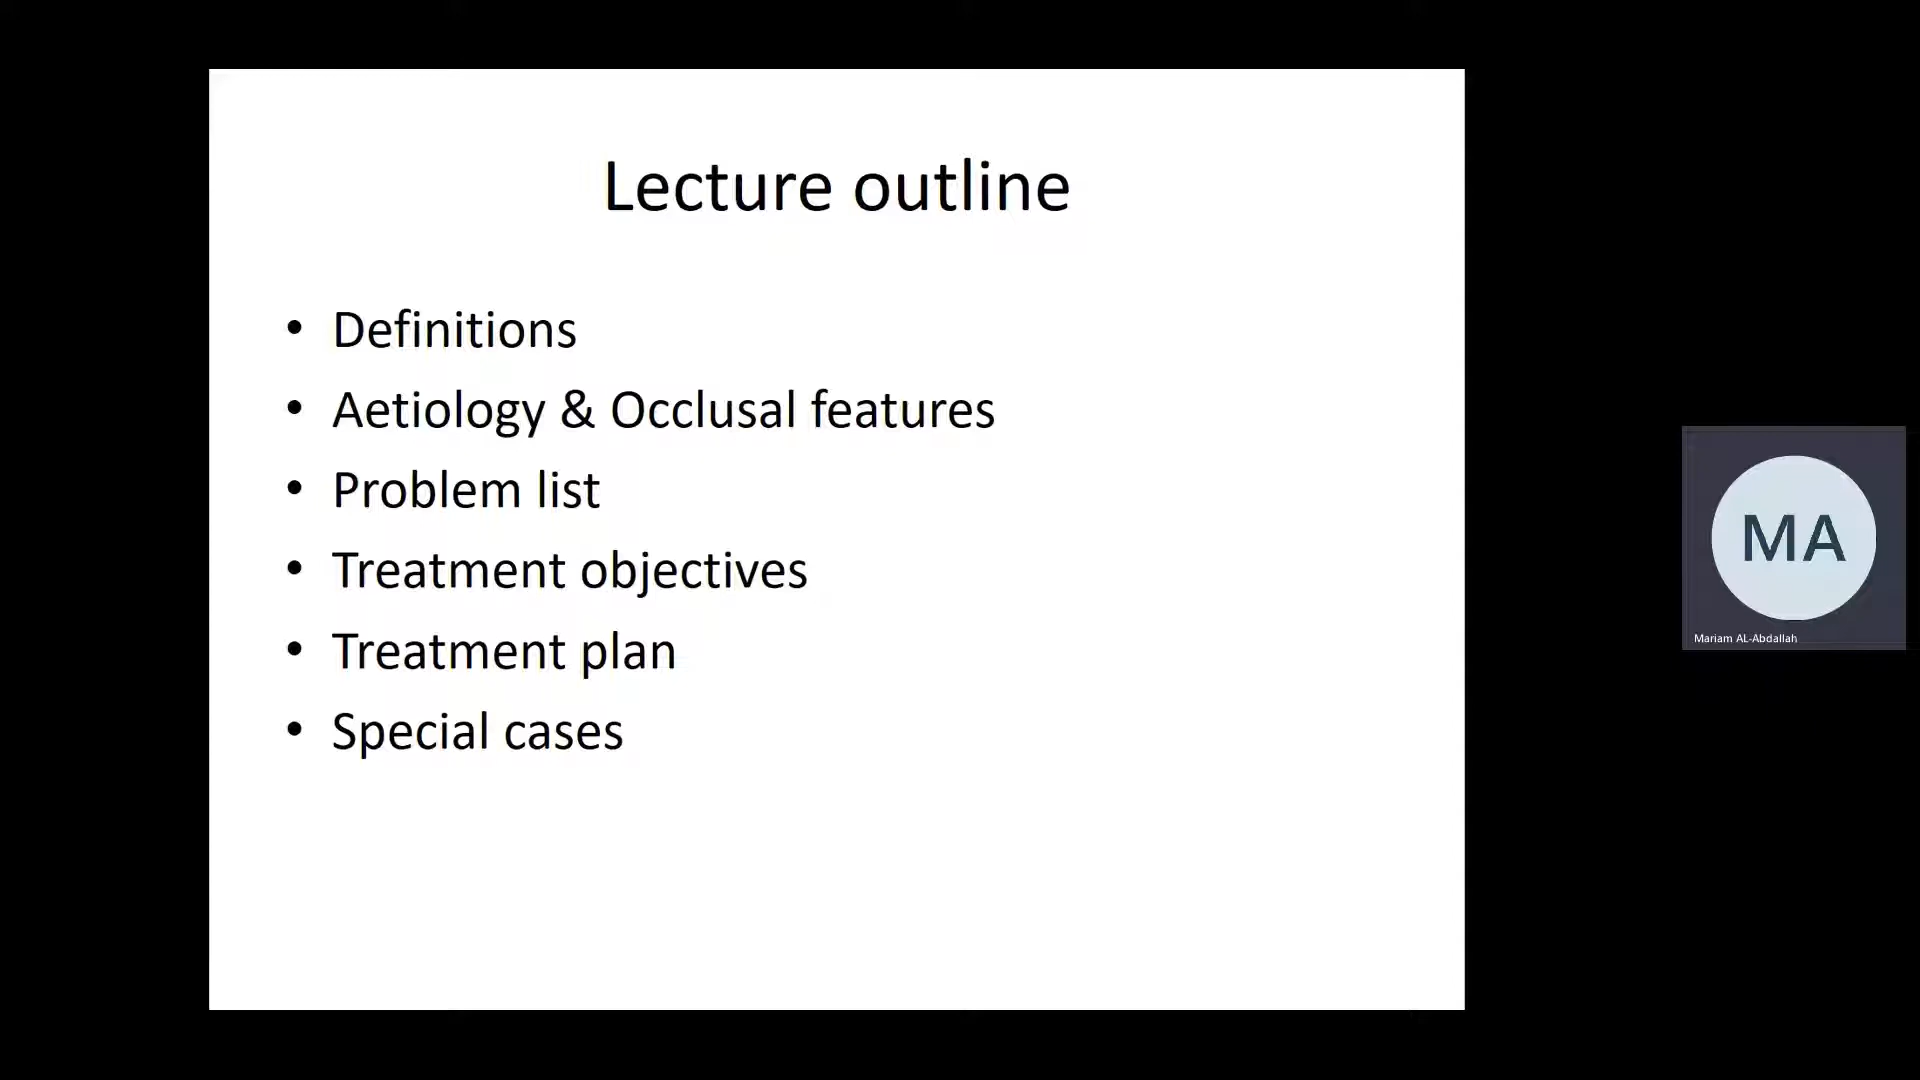 Lecture outline
• Definitions
• Aetiology & Occlusal features
• Problem list
• Treatment objectives
• Treatment plan
• Special cases
MA
Mariam AL-Abdallah